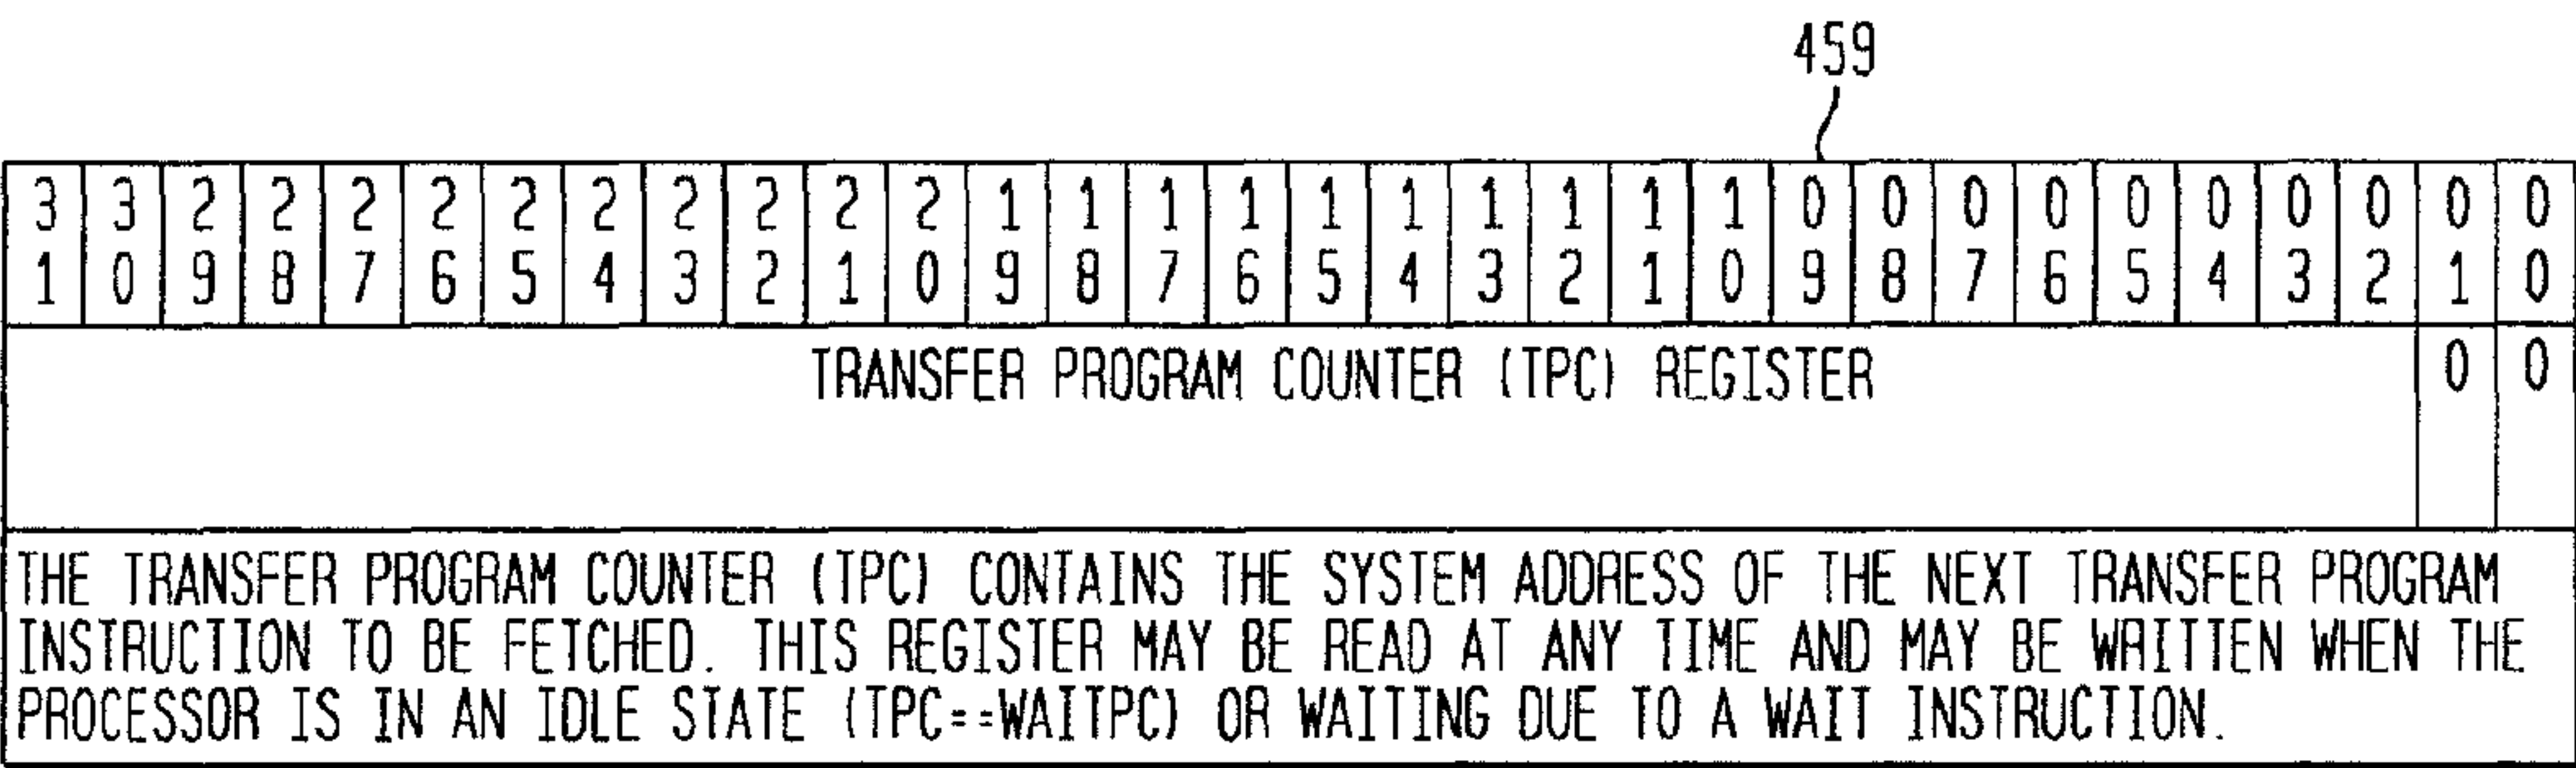 459
3 3 2 2 2 2 2 2 2 2 2 2 1 1 1 1 1 1 1 1 1 1 0 0 0 0 0 0 0 0 0 0
1 0 9 8 7 6 5 4 3 2 1 0 9 8 7 6 5 4 3 2 1 0 9 8 7 6 5 4 3 2 1 0
TRANSFER PROGRAM COUNTER (TPC) REGISTER 0 0
THE TRANSFER PROGRAM COUNTER (TPC) CONTAINS THE SYSTEM ADDRESS OF THE NEXT TRANSFER PROGRAM
INSTRUCTION TO BE FETCHED. THIS REGISTER MAY BE READ AT ANY TIME AND MAY BE WRITTEN WHEN THE
PROCESSOR IS IN AN IDLE STATE (TPC==WAITPC) OR WAITING DUE TO A WAIT INSTRUCTION.